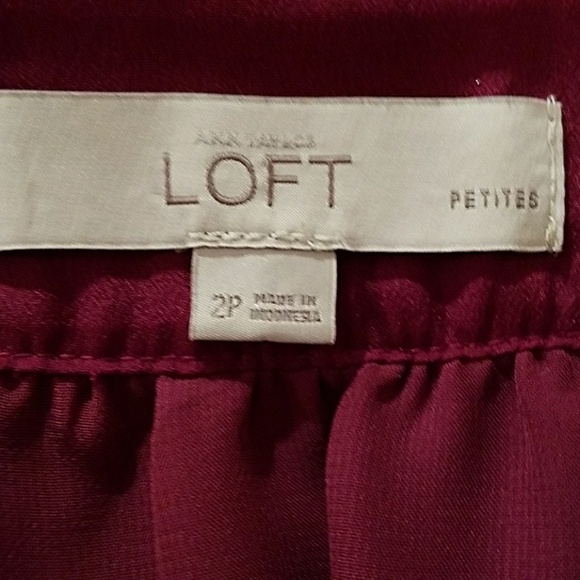 ANN TAYLOR
LOFT
PETITES
2P MADE IN
INDONESIA